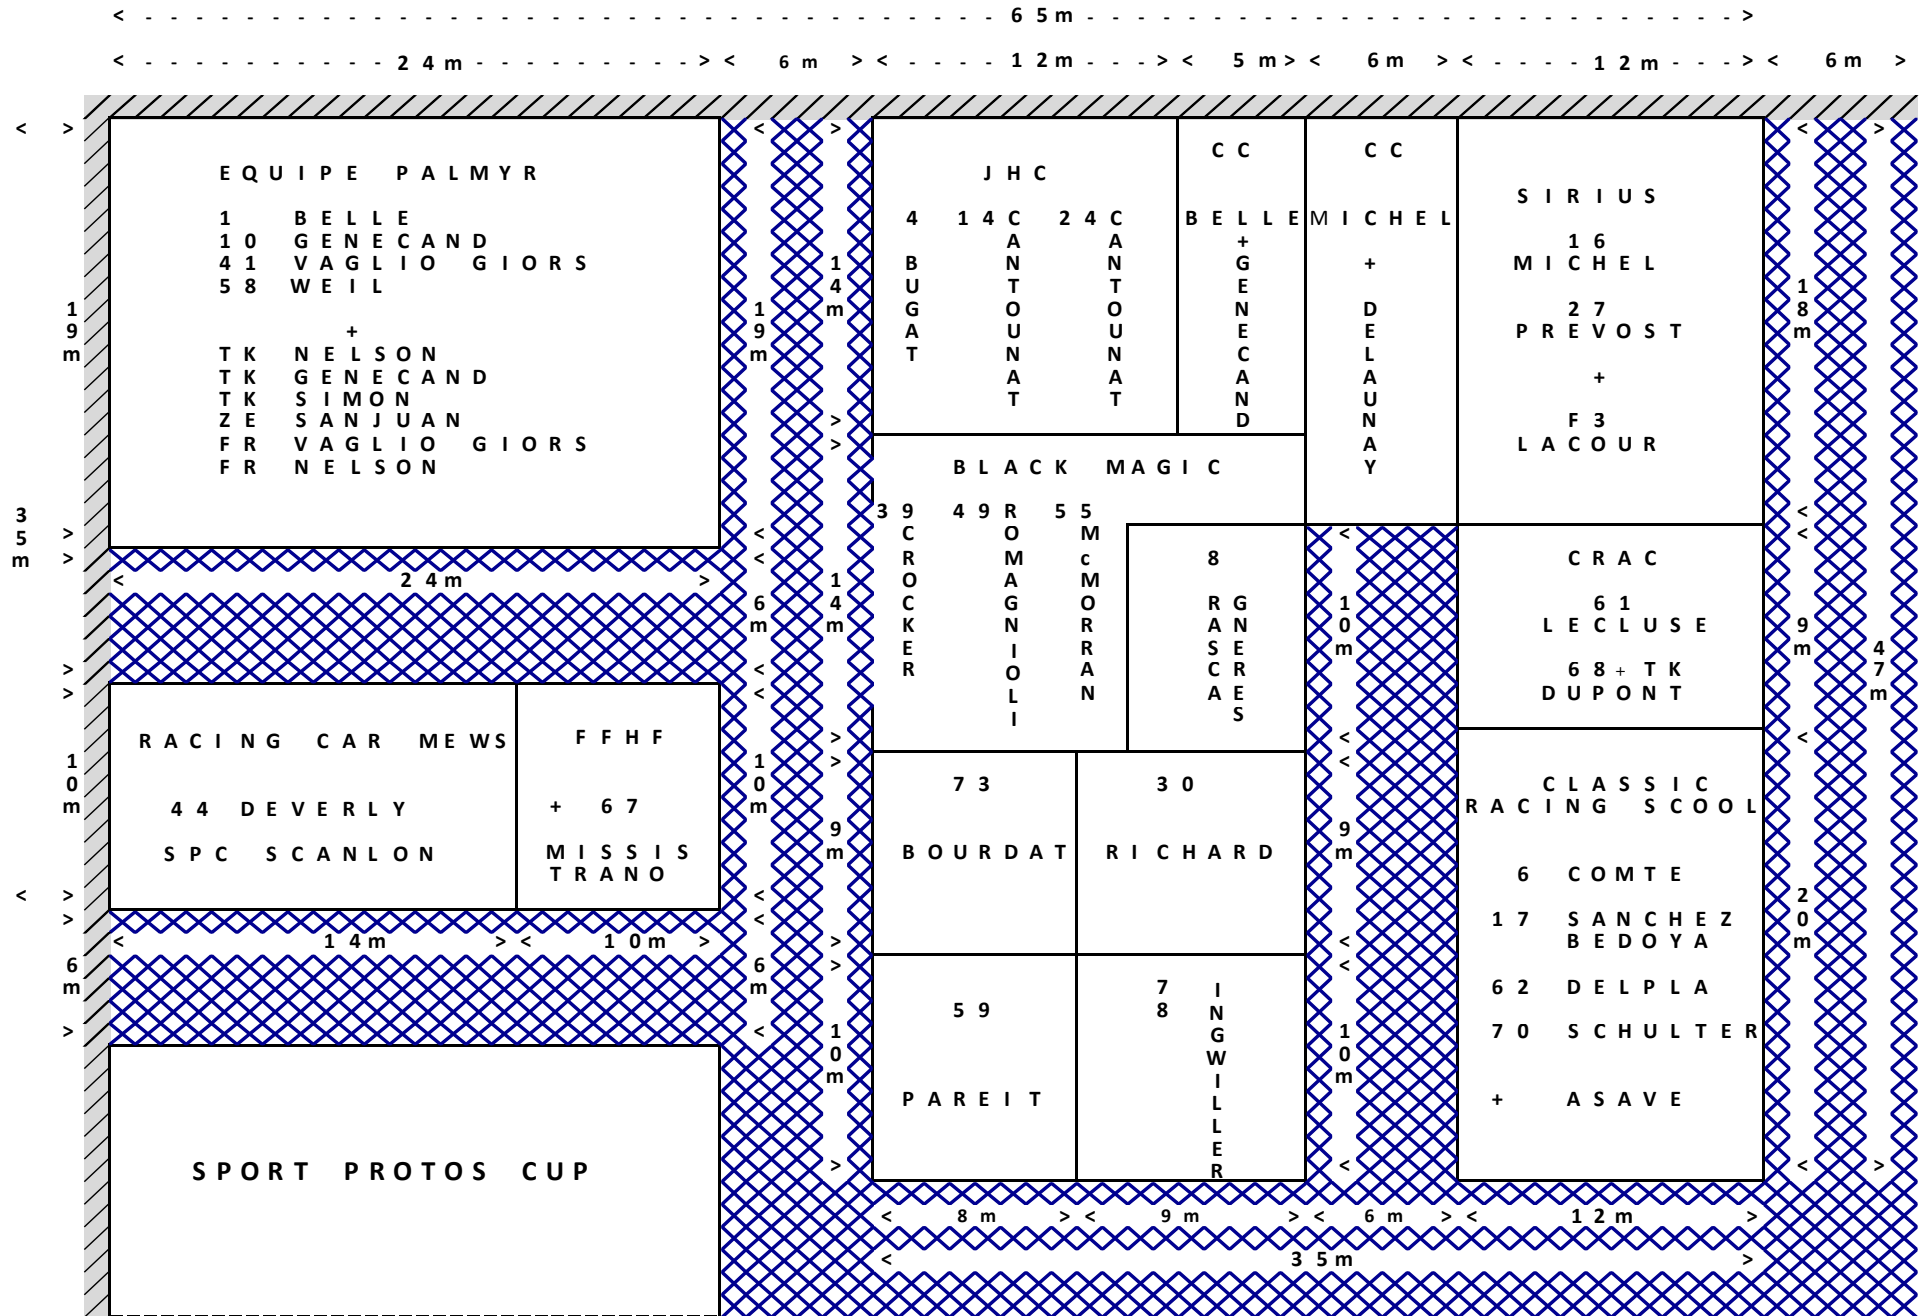 < - - - - - - - - - - - - - - - - - - - - - - 65m - - - - - - - - - - - - - - - - - - - - - - >
< - - - - - - - - - - 24m - - - - - - - - - >
< 6m >
< - - - - 12m - - - >
< 5m >
< 6m >
< - - - - 12m - - - >
< 6m >
EQUIPE PALMYR
1 BELLE
10 GENECAND
41 VAGLIO GIORS
58 WEIL
+
TK NELSON
TK GENECAND
TK SIMON
ZE SANJUAN
FR VAGLIO GIORS
FR NELSON
< 19m >
< 35m >
< 19m <
> 14m >
JHC
4 BUGAT
14 CANTOUNAT
24 CANTOUNAT
CC
BELLE
+
GENECAND
CC
MICHEL
+
DELAUNAY
SIRIUS
16
MICHEL
27
PREVOST
+
F3
LACOUR
< 18m <
> 47m >
BLACK MAGIC
39 CROCKER
49 ROMAGNIOLI
55 McMORRAN
8
RASCA
GNERES
> 14m >
< 10m <
CRAC
61
LECLUSE
68+ TK
DUPONT
< 9m <
< 24m >
> 6m >
< 6m <
RACING CAR MEWS
44 DEVERLY
SPC SCANLON
FFHF
+ 67
MISSIS
TRANO
> 10m >
< 10m <
> 9m >
73
BOURDAT
30
RICHARD
< 9m <
CLASSIC
RACING SCOOL
6 COMTE
17 SANCHEZ
BEDOYA
62 DELPLA
70 SCHULTER
+ ASAVE
20m <
< 14m >
< 10m >
> 6m >
< 6m <
> 10m >
59
PAREIT
78
INGWILLER
< 10m <
SPORT PROTOS CUP
< 8m >
< 9m >
< 6m >
< 12m >
< 35m >